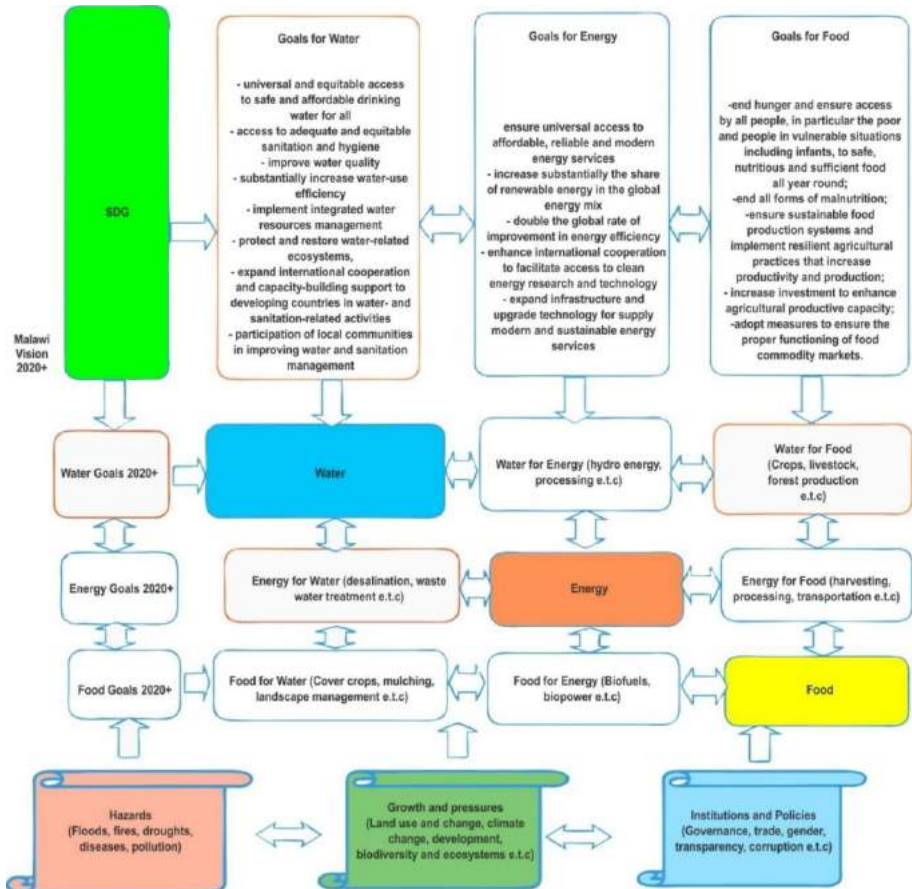 Goals for Water
- universal and equitable access
to safe and affordable drinking
water for all
- access to adequate and equitable
sanitation and hygiene
- improve water quality
- substantially increase water-use
efficiency
- implement integrated water
resources management
- protect and restore water-related
ecosystems,
- expand international cooperation
and capacity-building support to
developing countries in water- and
sanitation-related activities
- participation of local communities
in improving water and sanitation
management
Goals for Energy
ensure universal access to
affordable, reliable and modern
energy services
- increase substantially the share
of renewable energy in the global
energy mix
- double the global rate of
improvement in energy efficiency
- enhance international cooperation
to facilitate access to clean
energy research and technology
- expand infrastructure and
upgrade technology for supply
modern and sustainable energy
services
Goals for Food
-end hunger and ensure access
by all people, in particular the poor
and people in vulnerable situations
including infants, to safe,
nutritious and sufficient food
all year round;
-end all forms of malnutrition;
-ensure sustainable food
production systems and
implement resilient agricultural
practices that increase
productivity and production;
- increase investment to enhance
agricultural productive capacity;
-adopt measures to ensure the
proper functioning of food
commodity markets.
SDG
Malawi
Vision
2020+
Water Goals 2020+
Water
Water for Energy (hydro energy,
processing e.t.c)
Water for Food
(Crops, livestock,
forest production
e.t.c)
Energy Goals 2020+
Energy for Water (desalination, waste
water treatment e.t.c)
Energy
Energy for Food (harvesting,
processing, transportation e.t.c)
Food Goals 2020+
Food for Water (Cover crops, mulching,
landscape management e.t.c)
Food for Energy (Biofuels,
biopower e.t.c)
Food
Hazards
(Floods, fires, droughts,
diseases, pollution)
Growth and pressures
(Land use and change, climate
change, development,
biodiversity and ecosystems e.t.c)
Institutions and Policies
(Governance, trade, gender,
transparency, corruption e.t.c)